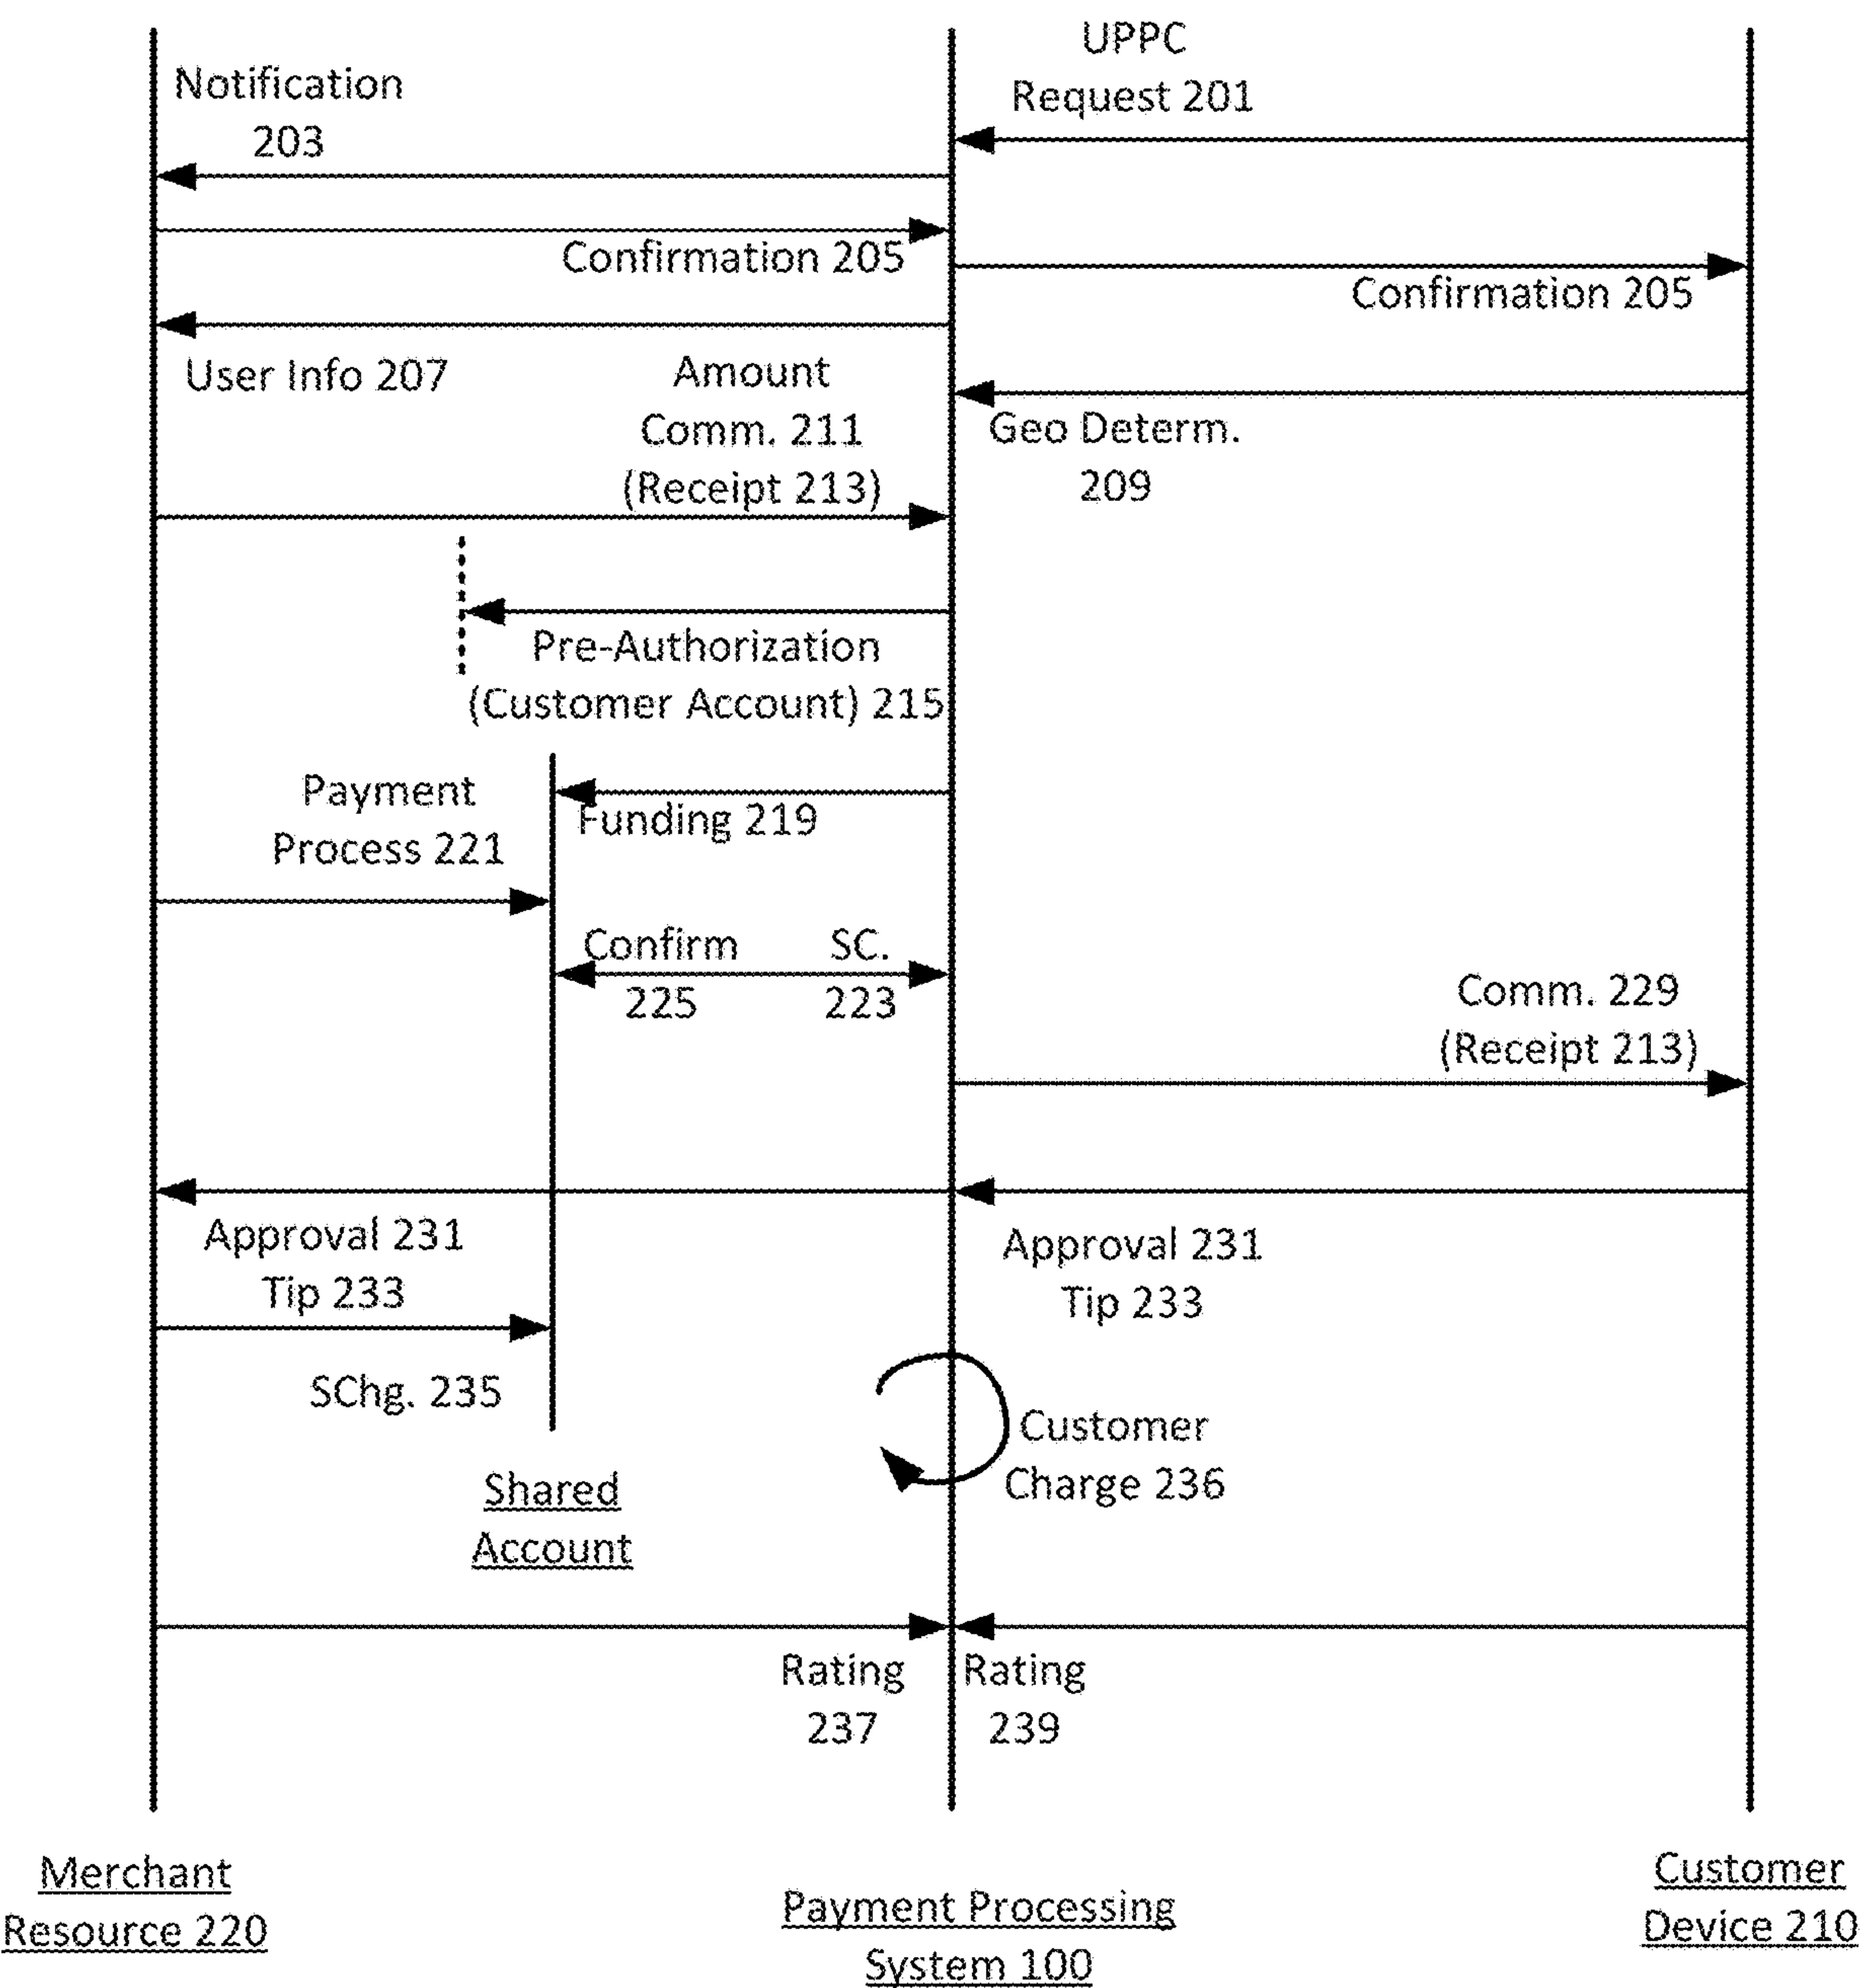 UPPC
Request 201
Notification
203
Confirmation 205
Confirmation 205
User Info 207
Amount
Comm. 211
(Receipt 213)
Geo Determ.
209
Pre-Authorization
(Customer Account) 215
Payment
Process 221
Funding 219
Confirm
225
SC.
223
Comm. 229
(Receipt 213)
Approval 231
Tip 233
Approval 231
Tip 233
SChg. 235
Customer
Charge 236
Shared
Account
Rating
237
Rating
239
Merchant
Resource 220
Payment Processing
System 100
Customer
Device 210